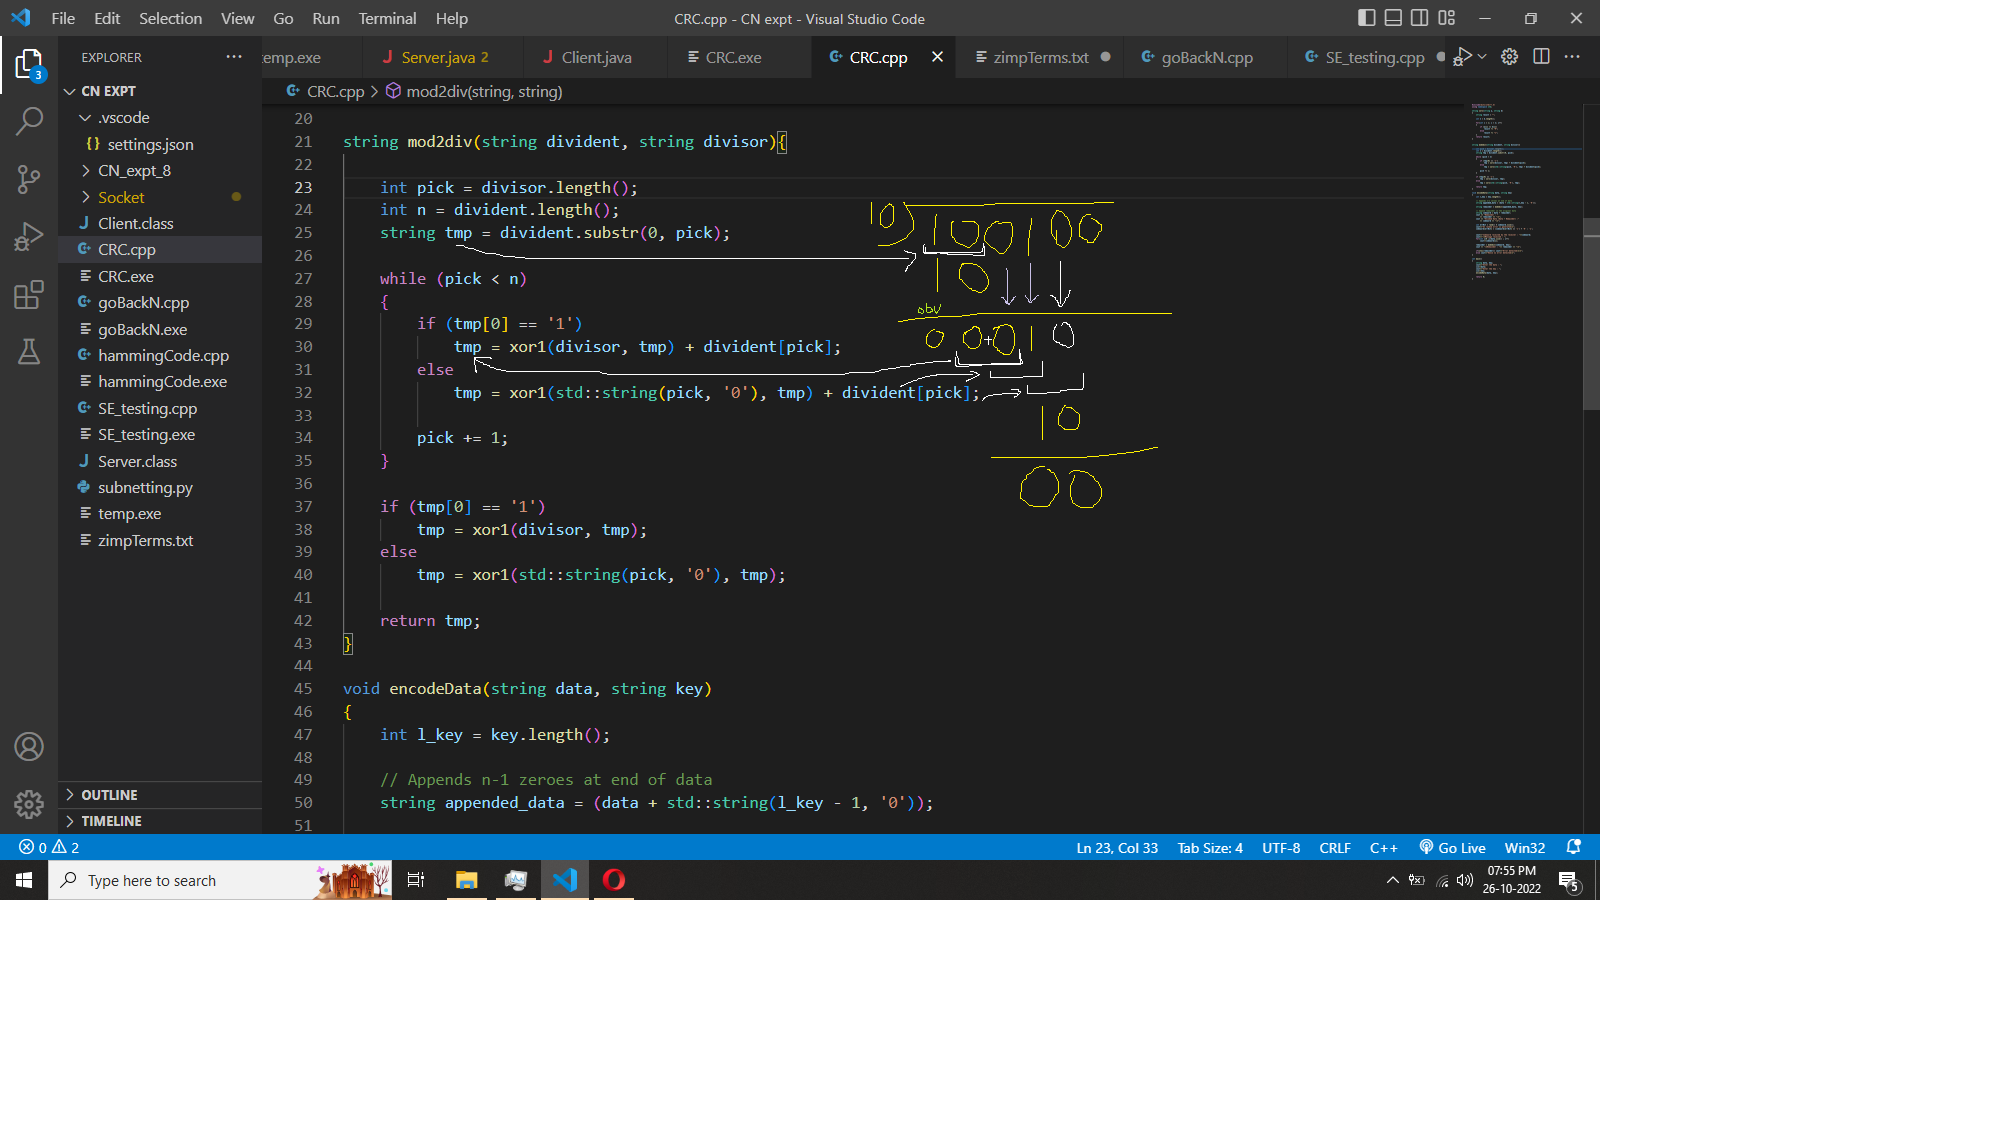 File Edit Selection View Go Run Terminal Help CRC.cpp - CN expt - Visual Studio Code
EXPLORER
temp.exe Server.java 2 Client.java CRC.exe CRC.cpp zimpTerms.txt goBackN.cpp SE_testing.cpp
CN EXPT
.vscode
settings.json
CN_expt_8
Socket
Client.class
CRC.cpp
CRC.exe
goBackN.cpp
goBackN.exe
hammingCode.cpp
hammingCode.exe
SE_testing.cpp
SE_testing.exe
Server.class
subnetting.py
temp.exe
zimpTerms.txt
OUTLINE
TIMELINE
3
CRC.cpp > mod2div(string, string)
20
21 string mod2div(string divident, string divisor){
22
23 int pick = divisor.length();
24 int n = divident.length();
25 string tmp = divident.substr(0, pick);
26
27 while (pick < n)
28 {
29 if (tmp[0] == '1')
30 tmp = xor1(divisor, tmp) + divident[pick];
31 else
32 tmp = xor1(std::string(pick, '0'), tmp) + divident[pick];
33
34 pick += 1;
35 }
36
37 if (tmp[0] == '1')
38 tmp = xor1(divisor, tmp);
39 else
40 tmp = xor1(std::string(pick, '0'), tmp);
41
42 return tmp;
43 }
44
45 void encodeData(string data, string key)
46 {
47 int l_key = key.length();
48
49 // Appends n-1 zeroes at end of data
50 string appended_data = (data + std::string(l_key - 1, '0'));
51
10) 100100
10
obv
0 0+0 1 0
10
00
0 2 Ln 23, Col 33 Tab Size: 4 UTF-8 CRLF C++ Go Live Win32
Type here to search
07:55 PM
26-10-2022
5